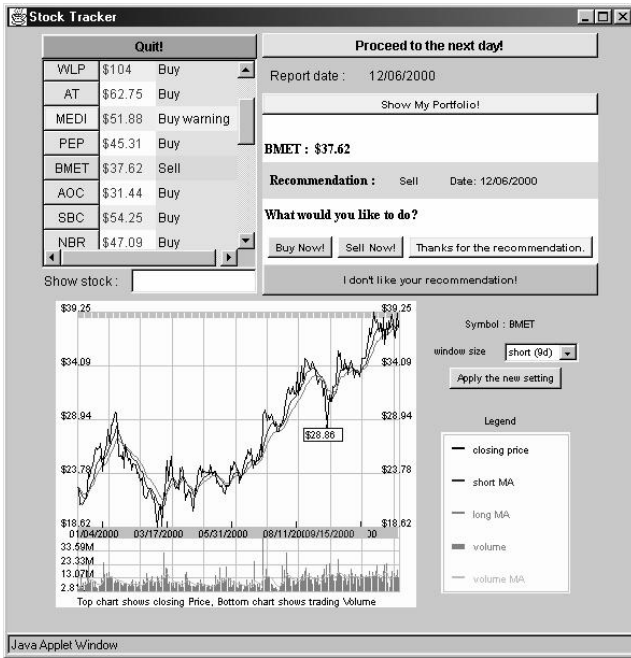 Stock Tracker
Quit!
WLP $104 Buy
AT $62.75 Buy
MEDI $51.88 Buy warning
PEP $45.31 Buy
BMET $37.62 Sell
AOC $31.44 Buy
SBC $54.25 Buy
NBR $47.09 Buy
Show stock :
Proceed to the next day!
Report date : 12/06/2000
Show My Portfolio!
BMET : $37.62
Recommendation : Sell Date: 12/06/2000
What would you like to do?
Buy Now! Sell Now! Thanks for the recommendation.
I don't like your recommendation!
$39.25 $39.25
$34.09 $34.09
$28.94 $28.94
$28.86
$23.78 $23.78
$18.62 $18.62
01/04/2000 03/17/2000 05/31/2000 08/11/2000 09/15/2000 00
33.59M
23.33M
13.07M
2.81
Top chart shows closing Price, Bottom chart shows trading Volume
Symbol : BMET
window size short (9d)
Apply the new setting
Legend
closing price
short MA
long MA
volume
volume MA
Java Applet Window